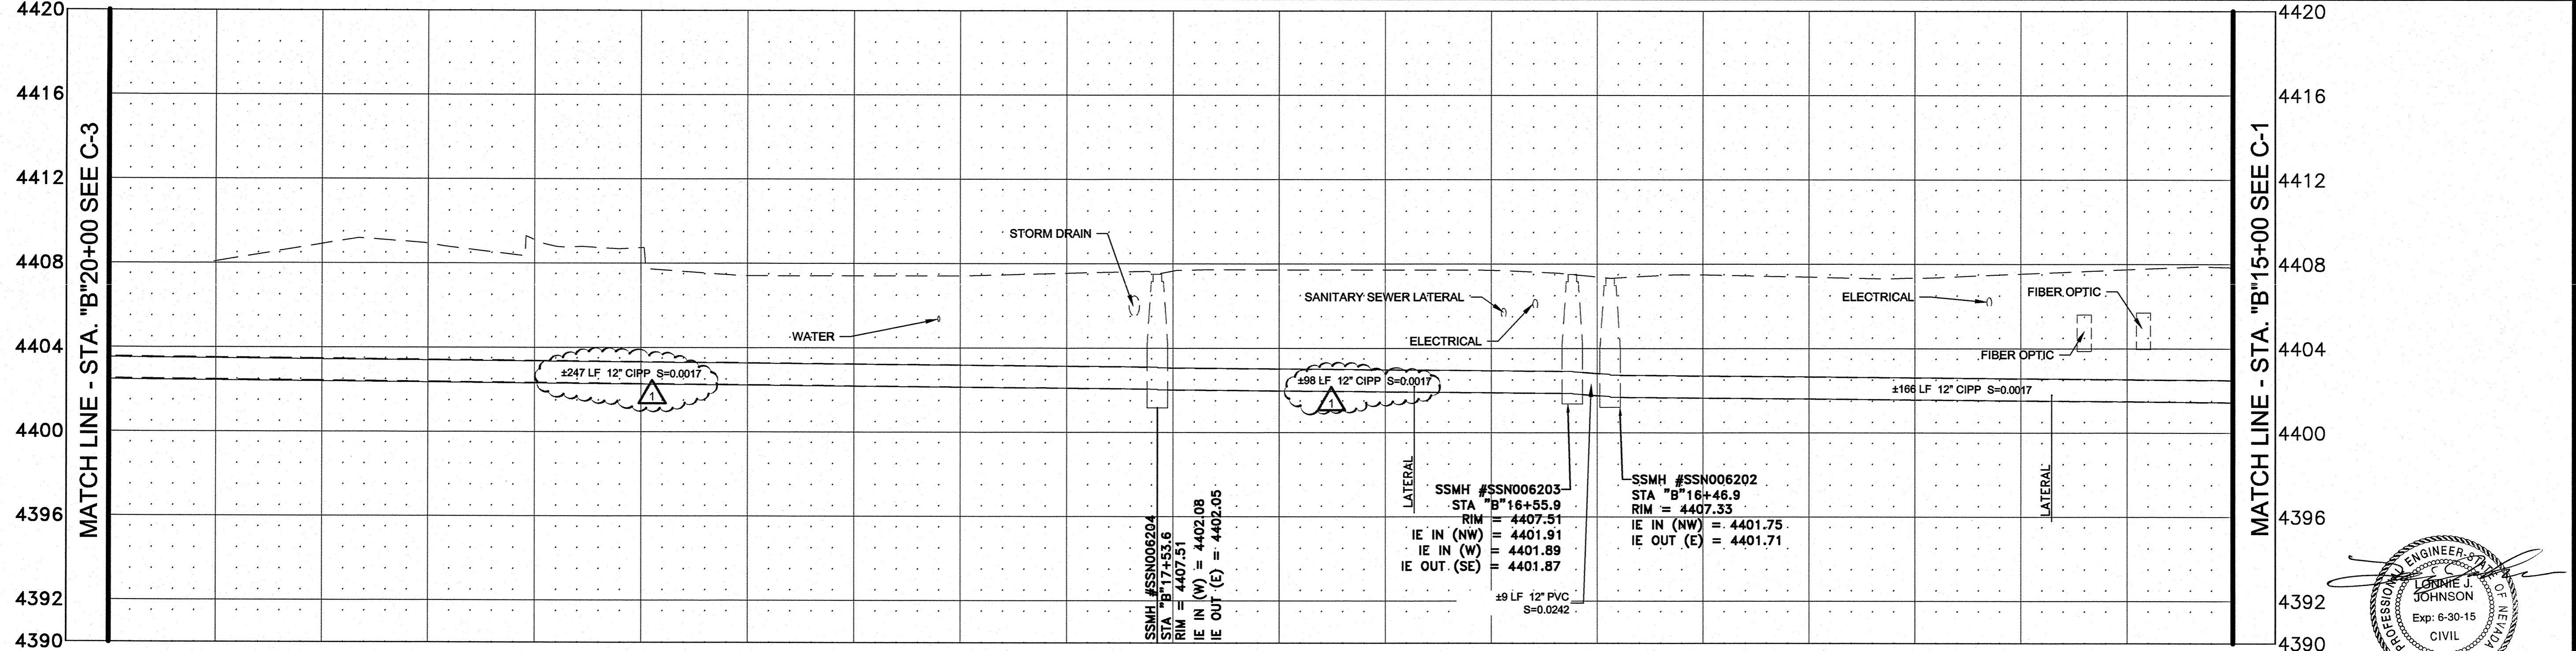 4420
4416
4412
4408
4404
4400
4396
4392
4390
MATCH LINE - STA. "B"20+00 SEE C-3
WATER
±247 LF 12" CIPP S=0.0017
1
STORM DRAIN
SSMH #SSN006204
STA "B"17+53.6
RIM = 4407.51
IE IN (W) = 4402.08
IE OUT (E) = 4402.05
SANITARY SEWER LATERAL
ELECTRICAL
±98 LF 12" CIPP S=0.0017
1
LATERAL
SSMH #SSN006203
STA "B"16+55.9
RIM = 4407.51
IE IN (NW) = 4401.91
IE IN (W) = 4401.89
IE OUT (SE) = 4401.87
±9 LF 12" PVC
S=0.0242
SSMH #SSN006202
STA "B"16+46.9
RIM = 4407.33
IE IN (NW) = 4401.75
IE OUT (E) = 4401.71
ELECTRICAL
FIBER OPTIC
FIBER OPTIC
±166 LF 12" CIPP S=0.0017
LATERAL
MATCH LINE - STA. "B"15+00 SEE C-1
4420
4416
4412
4408
4404
4400
4396
4392
4390
PROFESSIONAL ENGINEER-STATE OF NEVADA
LONNIE J.
JOHNSON
Exp: 6-30-15
CIVIL